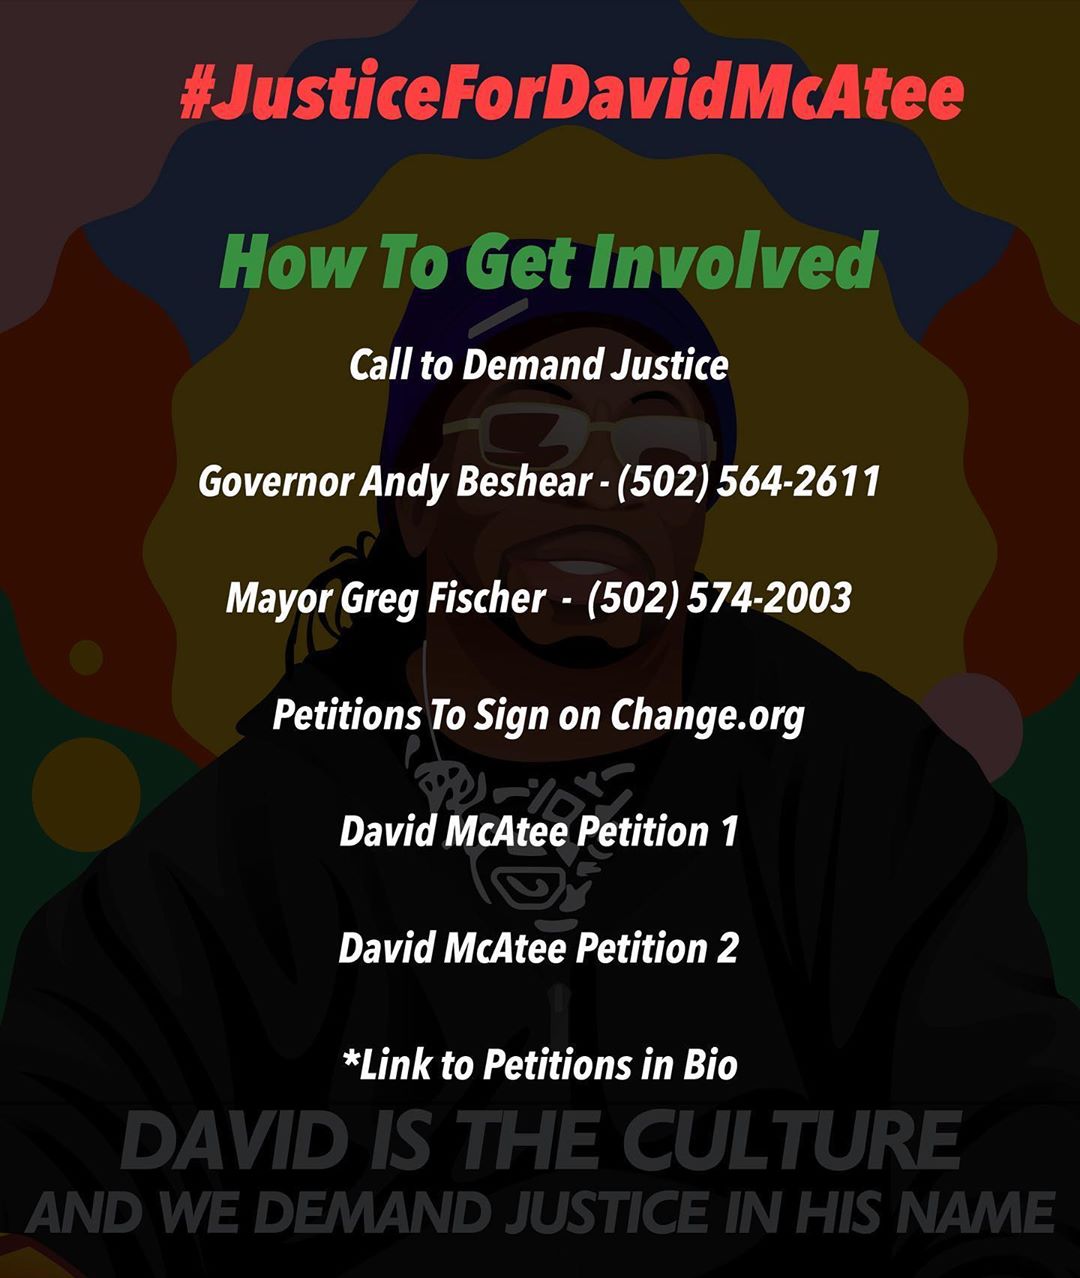 #JusticeForDavidMcAtee
How To Get Involved
Call to Demand Justice
Governor Andy Beshear - (502) 564-2611
Mayor Greg Fischer - (502) 574-2003
Petitions To Sign on Change.org
David McAtee Petition 1
David McAtee Petition 2
*Link to Petitions in Bio
DAVID IS THE CULTURE
AND WE DEMAND JUSTICE IN HIS NAME